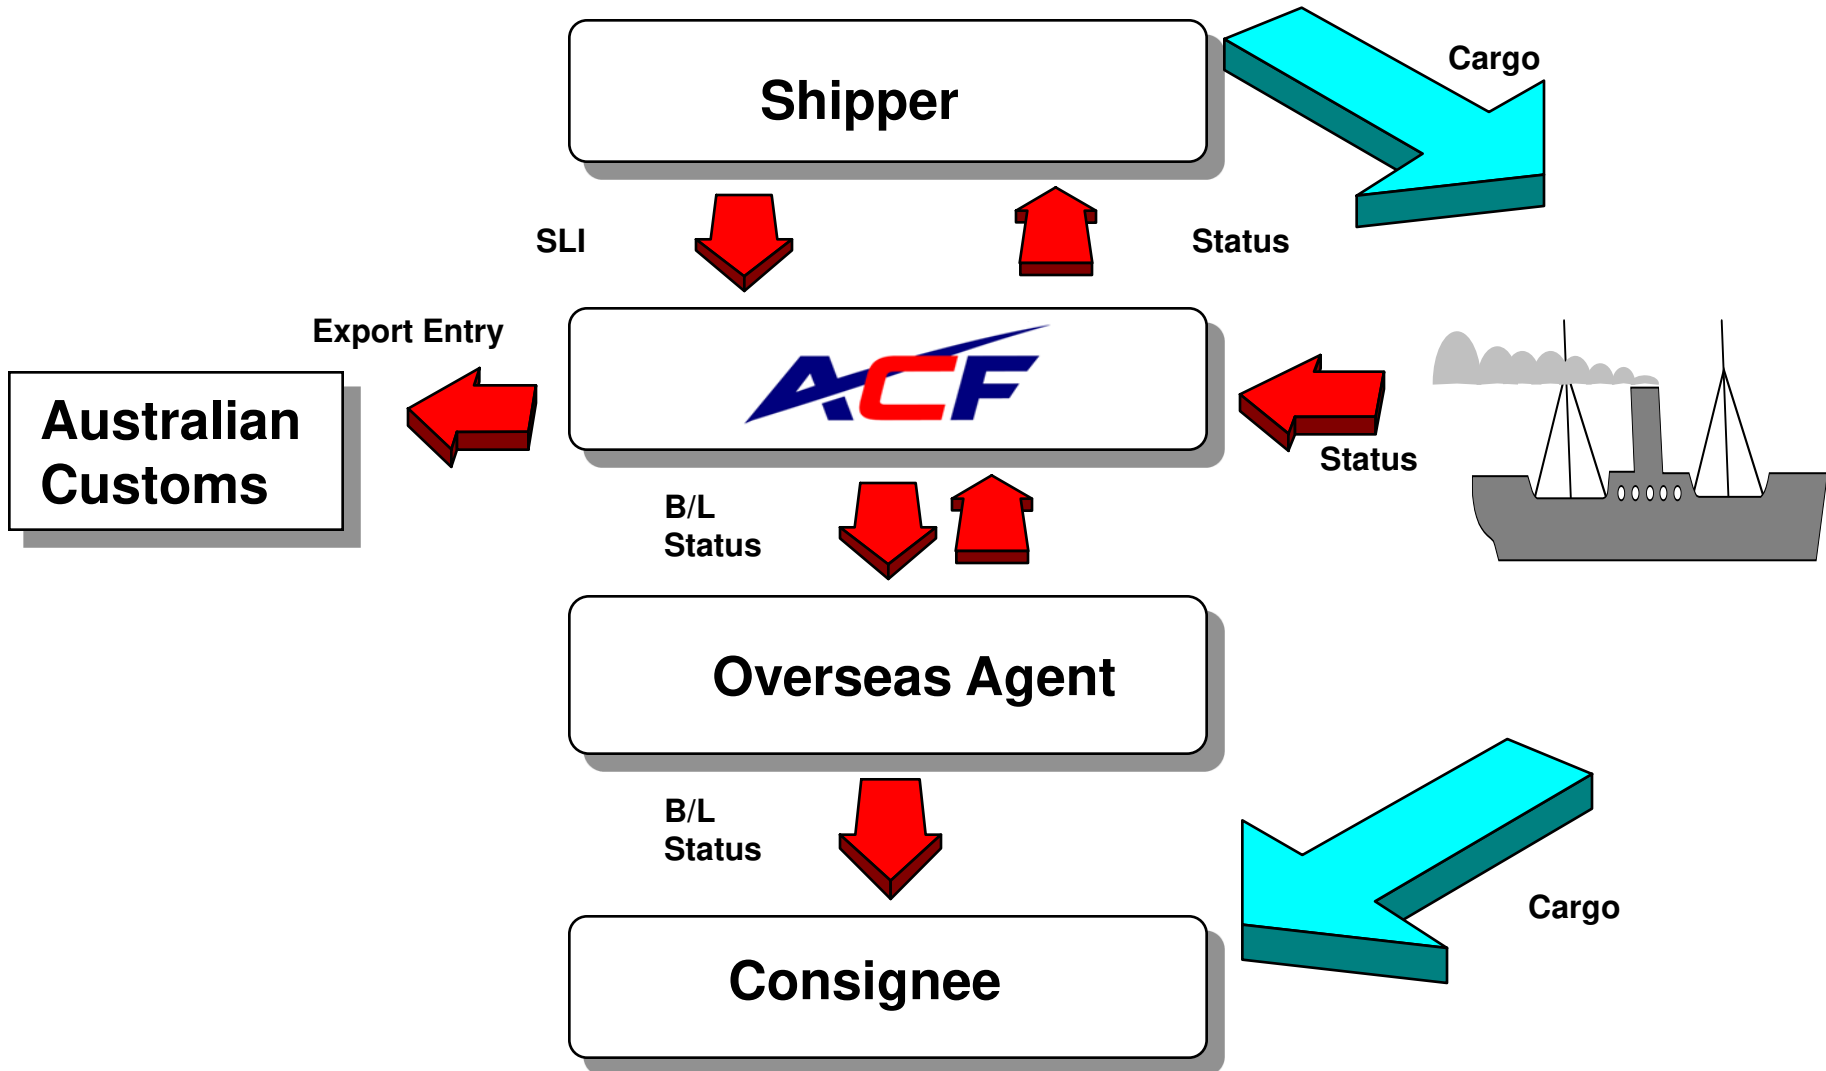 Shipper
Cargo
SLI
Status
Export Entry
ACF
Australian
Customs
Status
B/L
Status
Overseas Agent
B/L
Status
Cargo
Consignee